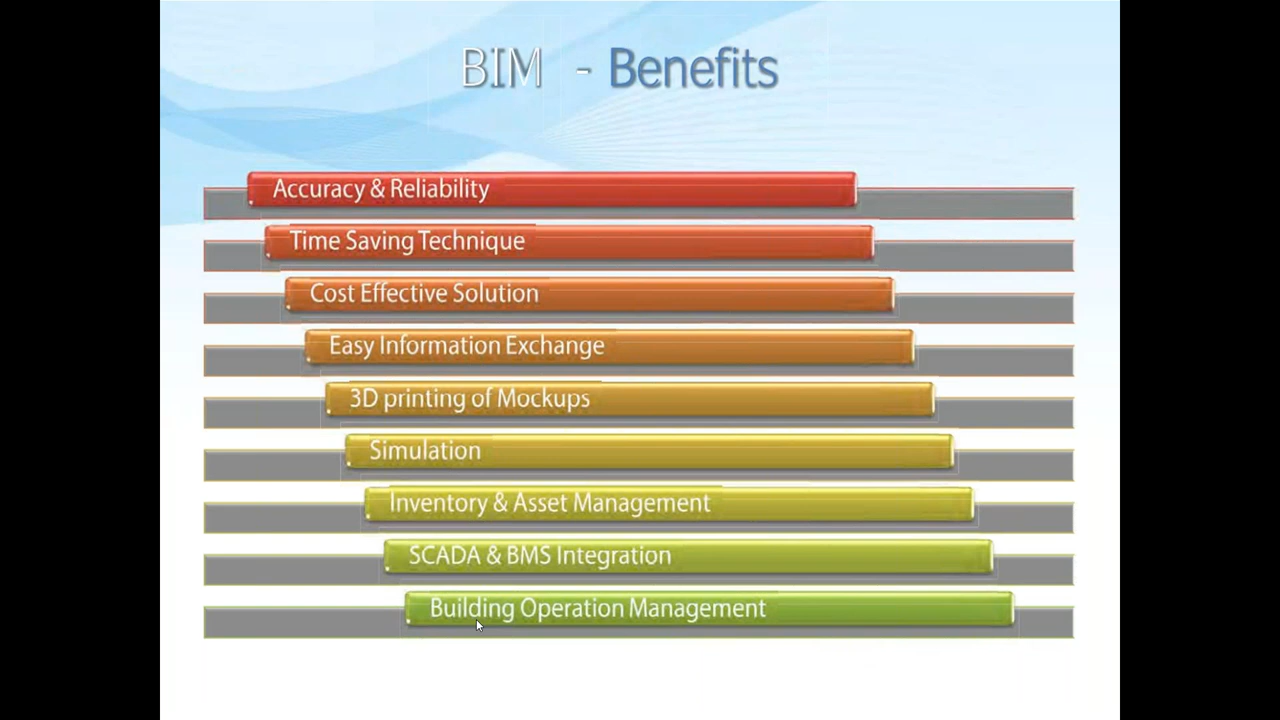 BIM - Benefits
Accuracy & Reliability
Time Saving Technique
Cost Effective Solution
Easy Information Exchange
3D printing of Mockups
Simulation
Inventory & Asset Management
SCADA & BMS Integration
Building Operation Management